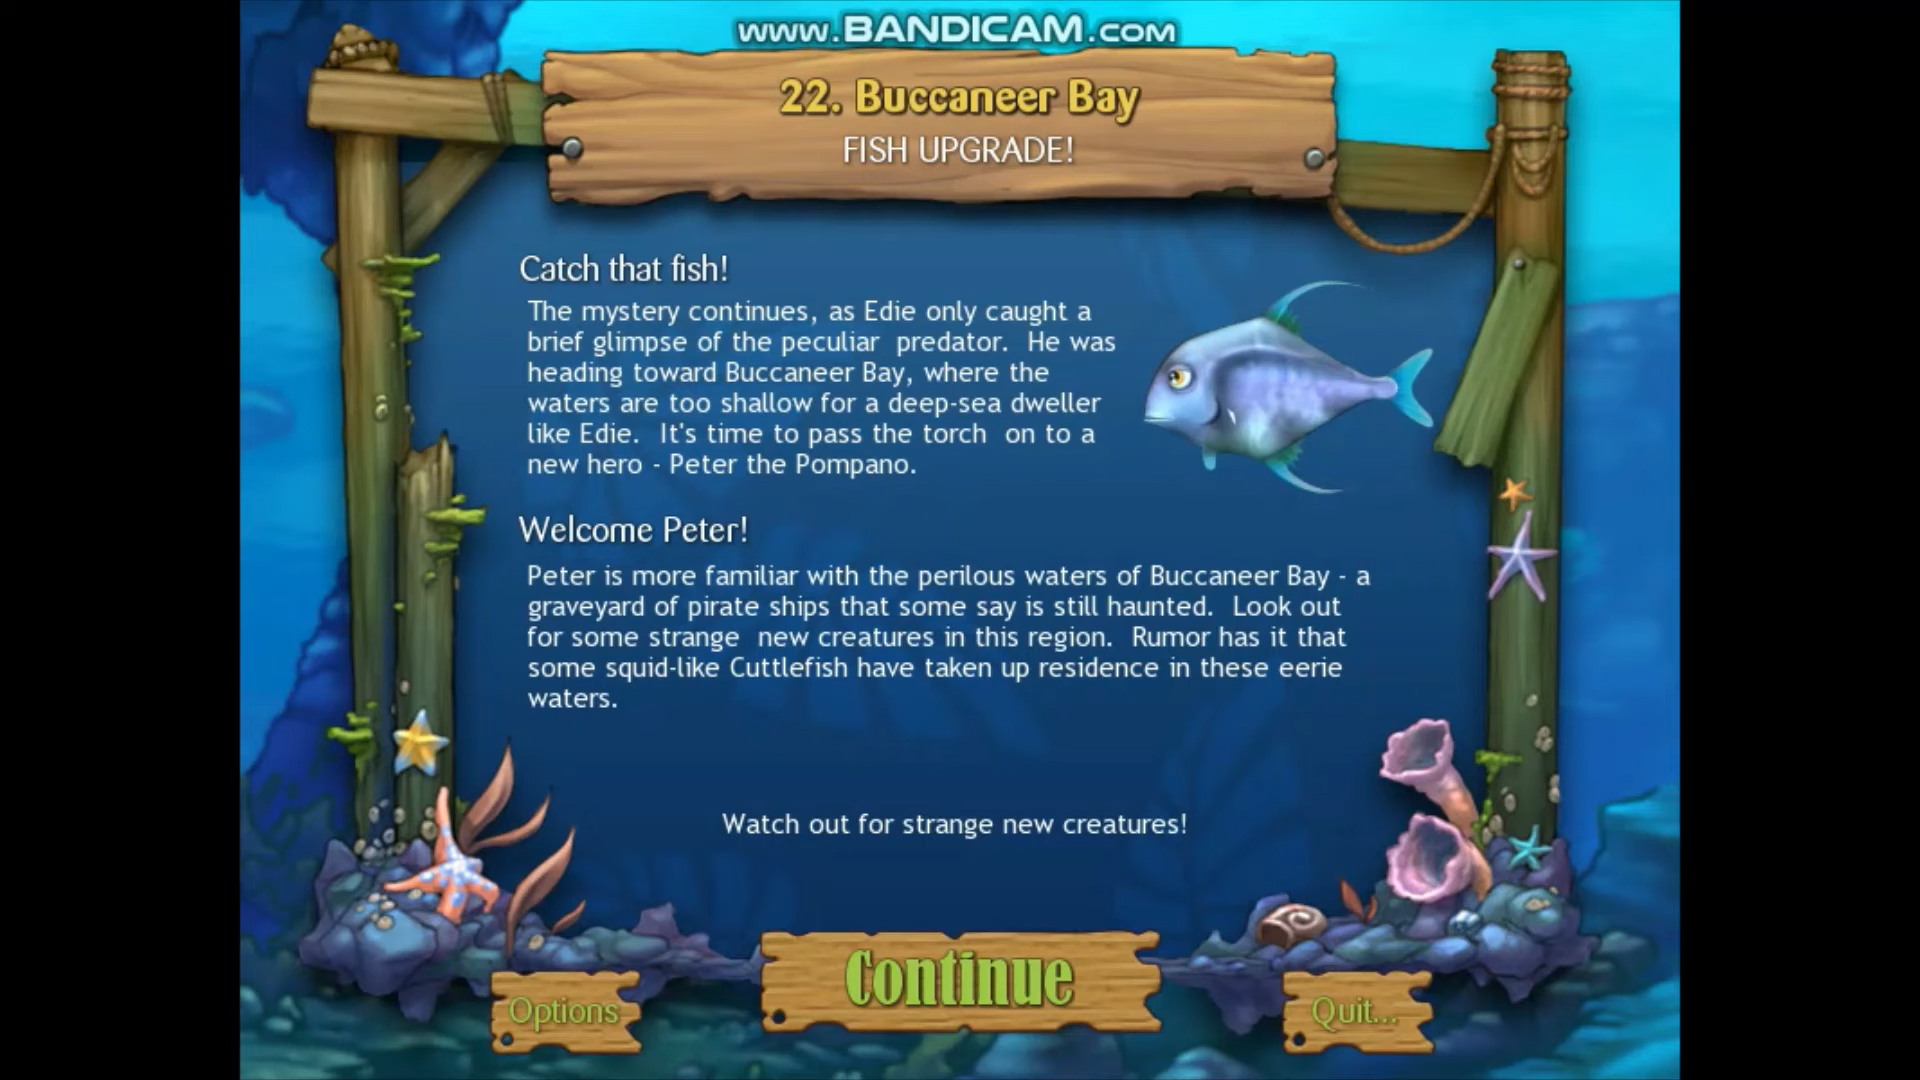 www.BANDICAM.com
22. Buccaneer Bay
FISH UPGRADE!
Catch that fish!
The mystery continues, as Edie only caught a
brief glimpse of the peculiar predator. He was
heading toward Buccaneer Bay, where the
waters are too shallow for a deep-sea dweller
like Edie. It's time to pass the torch on to a
new hero - Peter the Pompano.
Welcome Peter!
Peter is more familiar with the perilous waters of Buccaneer Bay - a
graveyard of pirate ships that some say is still haunted. Look out
for some strange new creatures in this region. Rumor has it that
some squid-like Cuttlefish have taken up residence in these eerie
waters.
Watch out for strange new creatures!
Continue
Options
Quit...